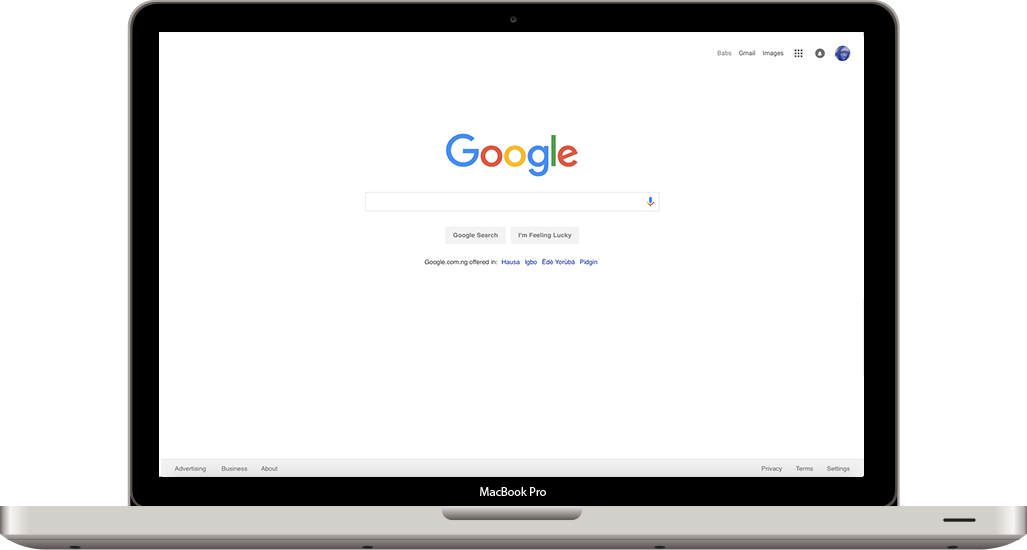 Babs Gmail Images
Google
Google Search I'm Feeling Lucky
Google.com.ng offered in: Hausa Igbo Èdè Yorùbá Pidgin
Advertising Business About Privacy Terms Settings
MacBook Pro